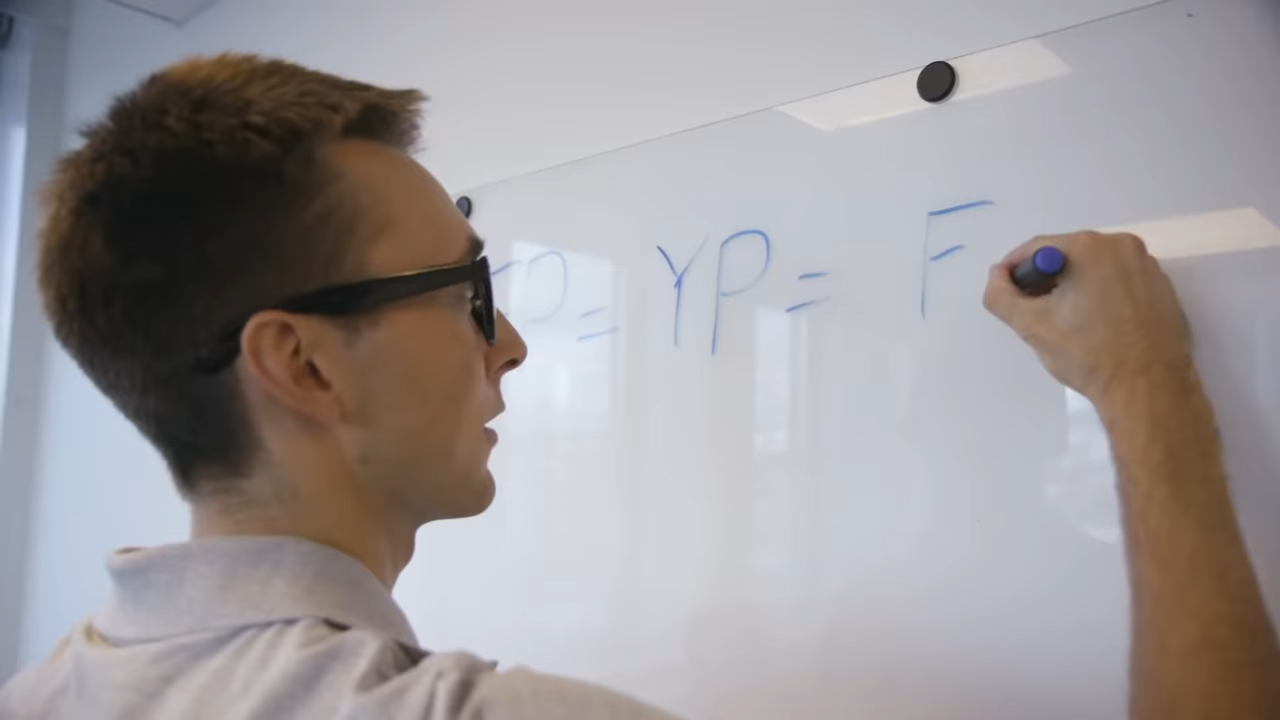 P = YP = F